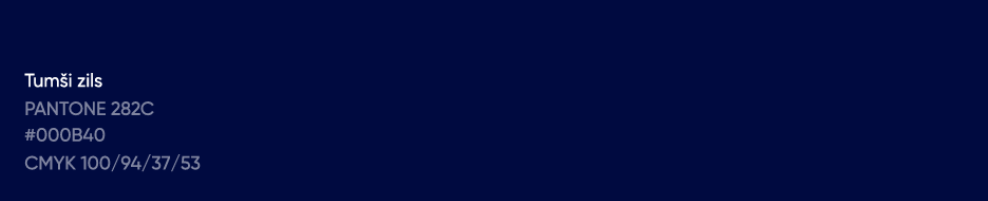 Tumši zils
PANTONE 282C
#000B40
CMYK 100/94/37/53